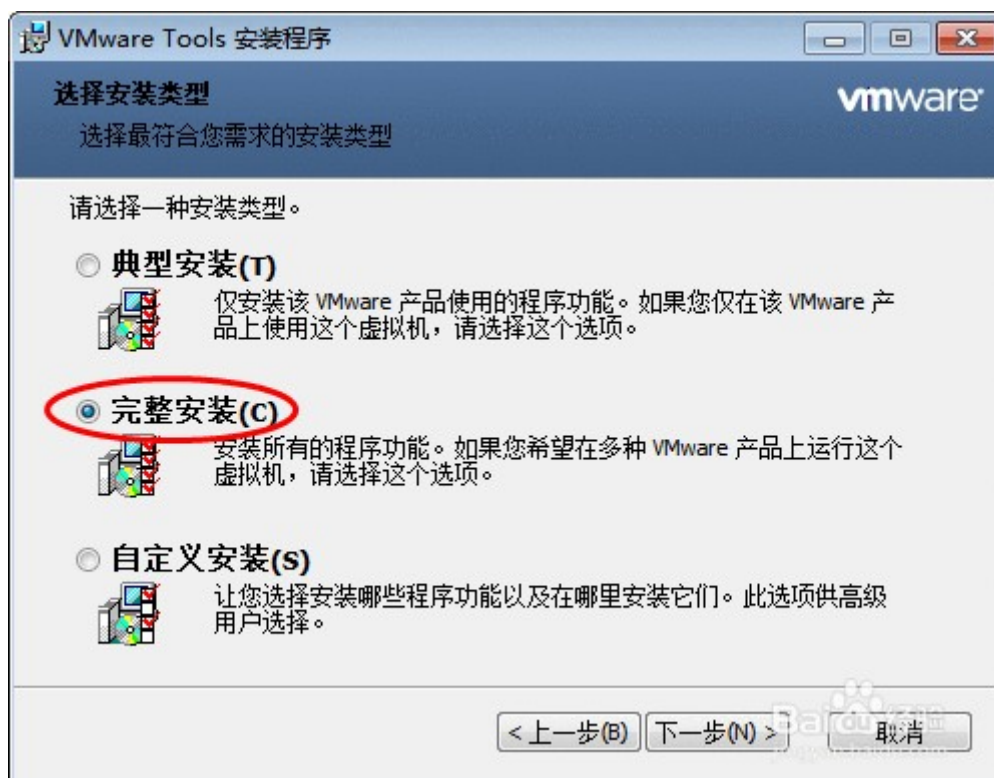 VMware Tools 安装程序
选择安装类型
vmware
选择最符合您需求的安装类型
请选择一种安装类型。
典型安装(T)
仅安装该 VMware 产品使用的程序功能。如果您仅在该 VMware 产
品上使用这个虚拟机，请选择这个选项。
完整安装(C)
安装所有的程序功能。如果您希望在多种 VMware 产品上运行这个
虚拟机，请选择这个选项。
自定义安装(S)
让您选择安装哪些程序功能以及在哪里安装它们。此选项供高级
用户选择。
<上一步(B) 下一步(N) > 取消
Baidu 经验